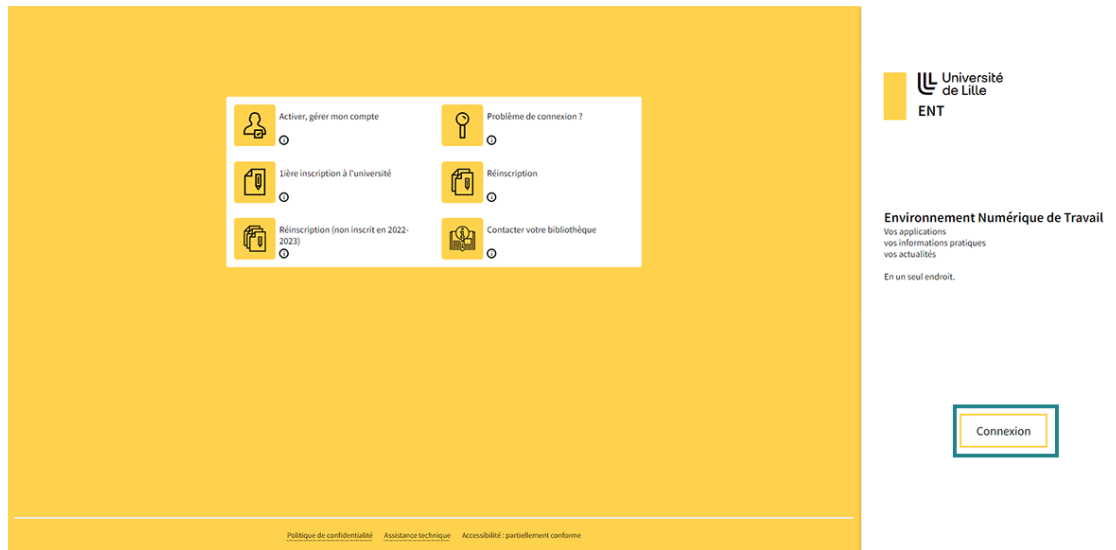 Activer, gérer mon compte
Problème de connexion ?
1ière inscription à l'université
Réinscription
Réinscription (non inscrit en 2022-
2023)
Contacter votre bibliothèque
Politique de confidentialité
Assistance technique
Accessibilité : partiellement conforme
Université
de Lille
ENT
Environnement Numérique de Travail
Vos applications
vos informations pratiques
vos actualités
En un seul endroit.
Connexion